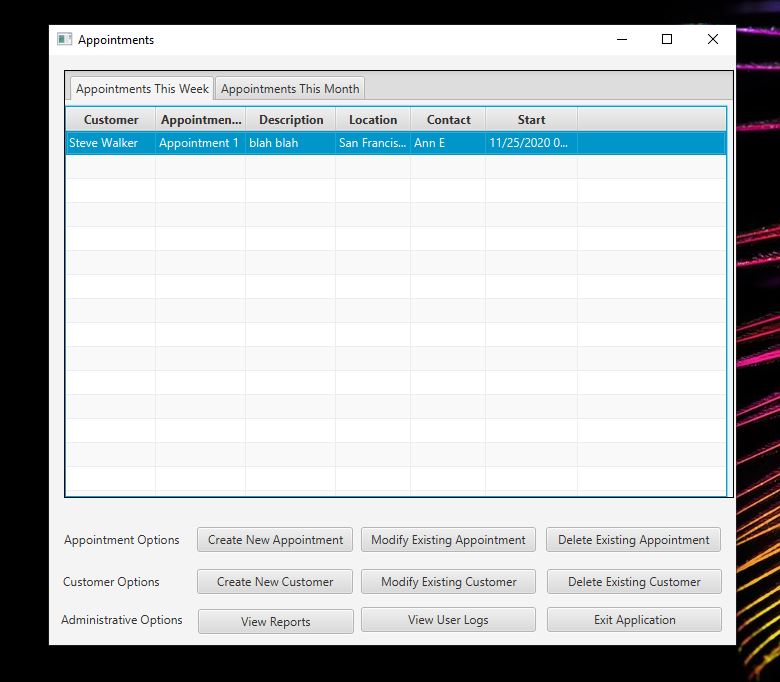 Appointments
Appointments This Week Appointments This Month
Customer Appointmen... Description Location Contact Start
Steve Walker Appointment 1 blah blah San Francis... Ann E 11/25/2020 0...
Appointment Options Create New Appointment Modify Existing Appointment Delete Existing Appointment
Customer Options Create New Customer Modify Existing Customer Delete Existing Customer
Administrative Options View Reports View User Logs Exit Application